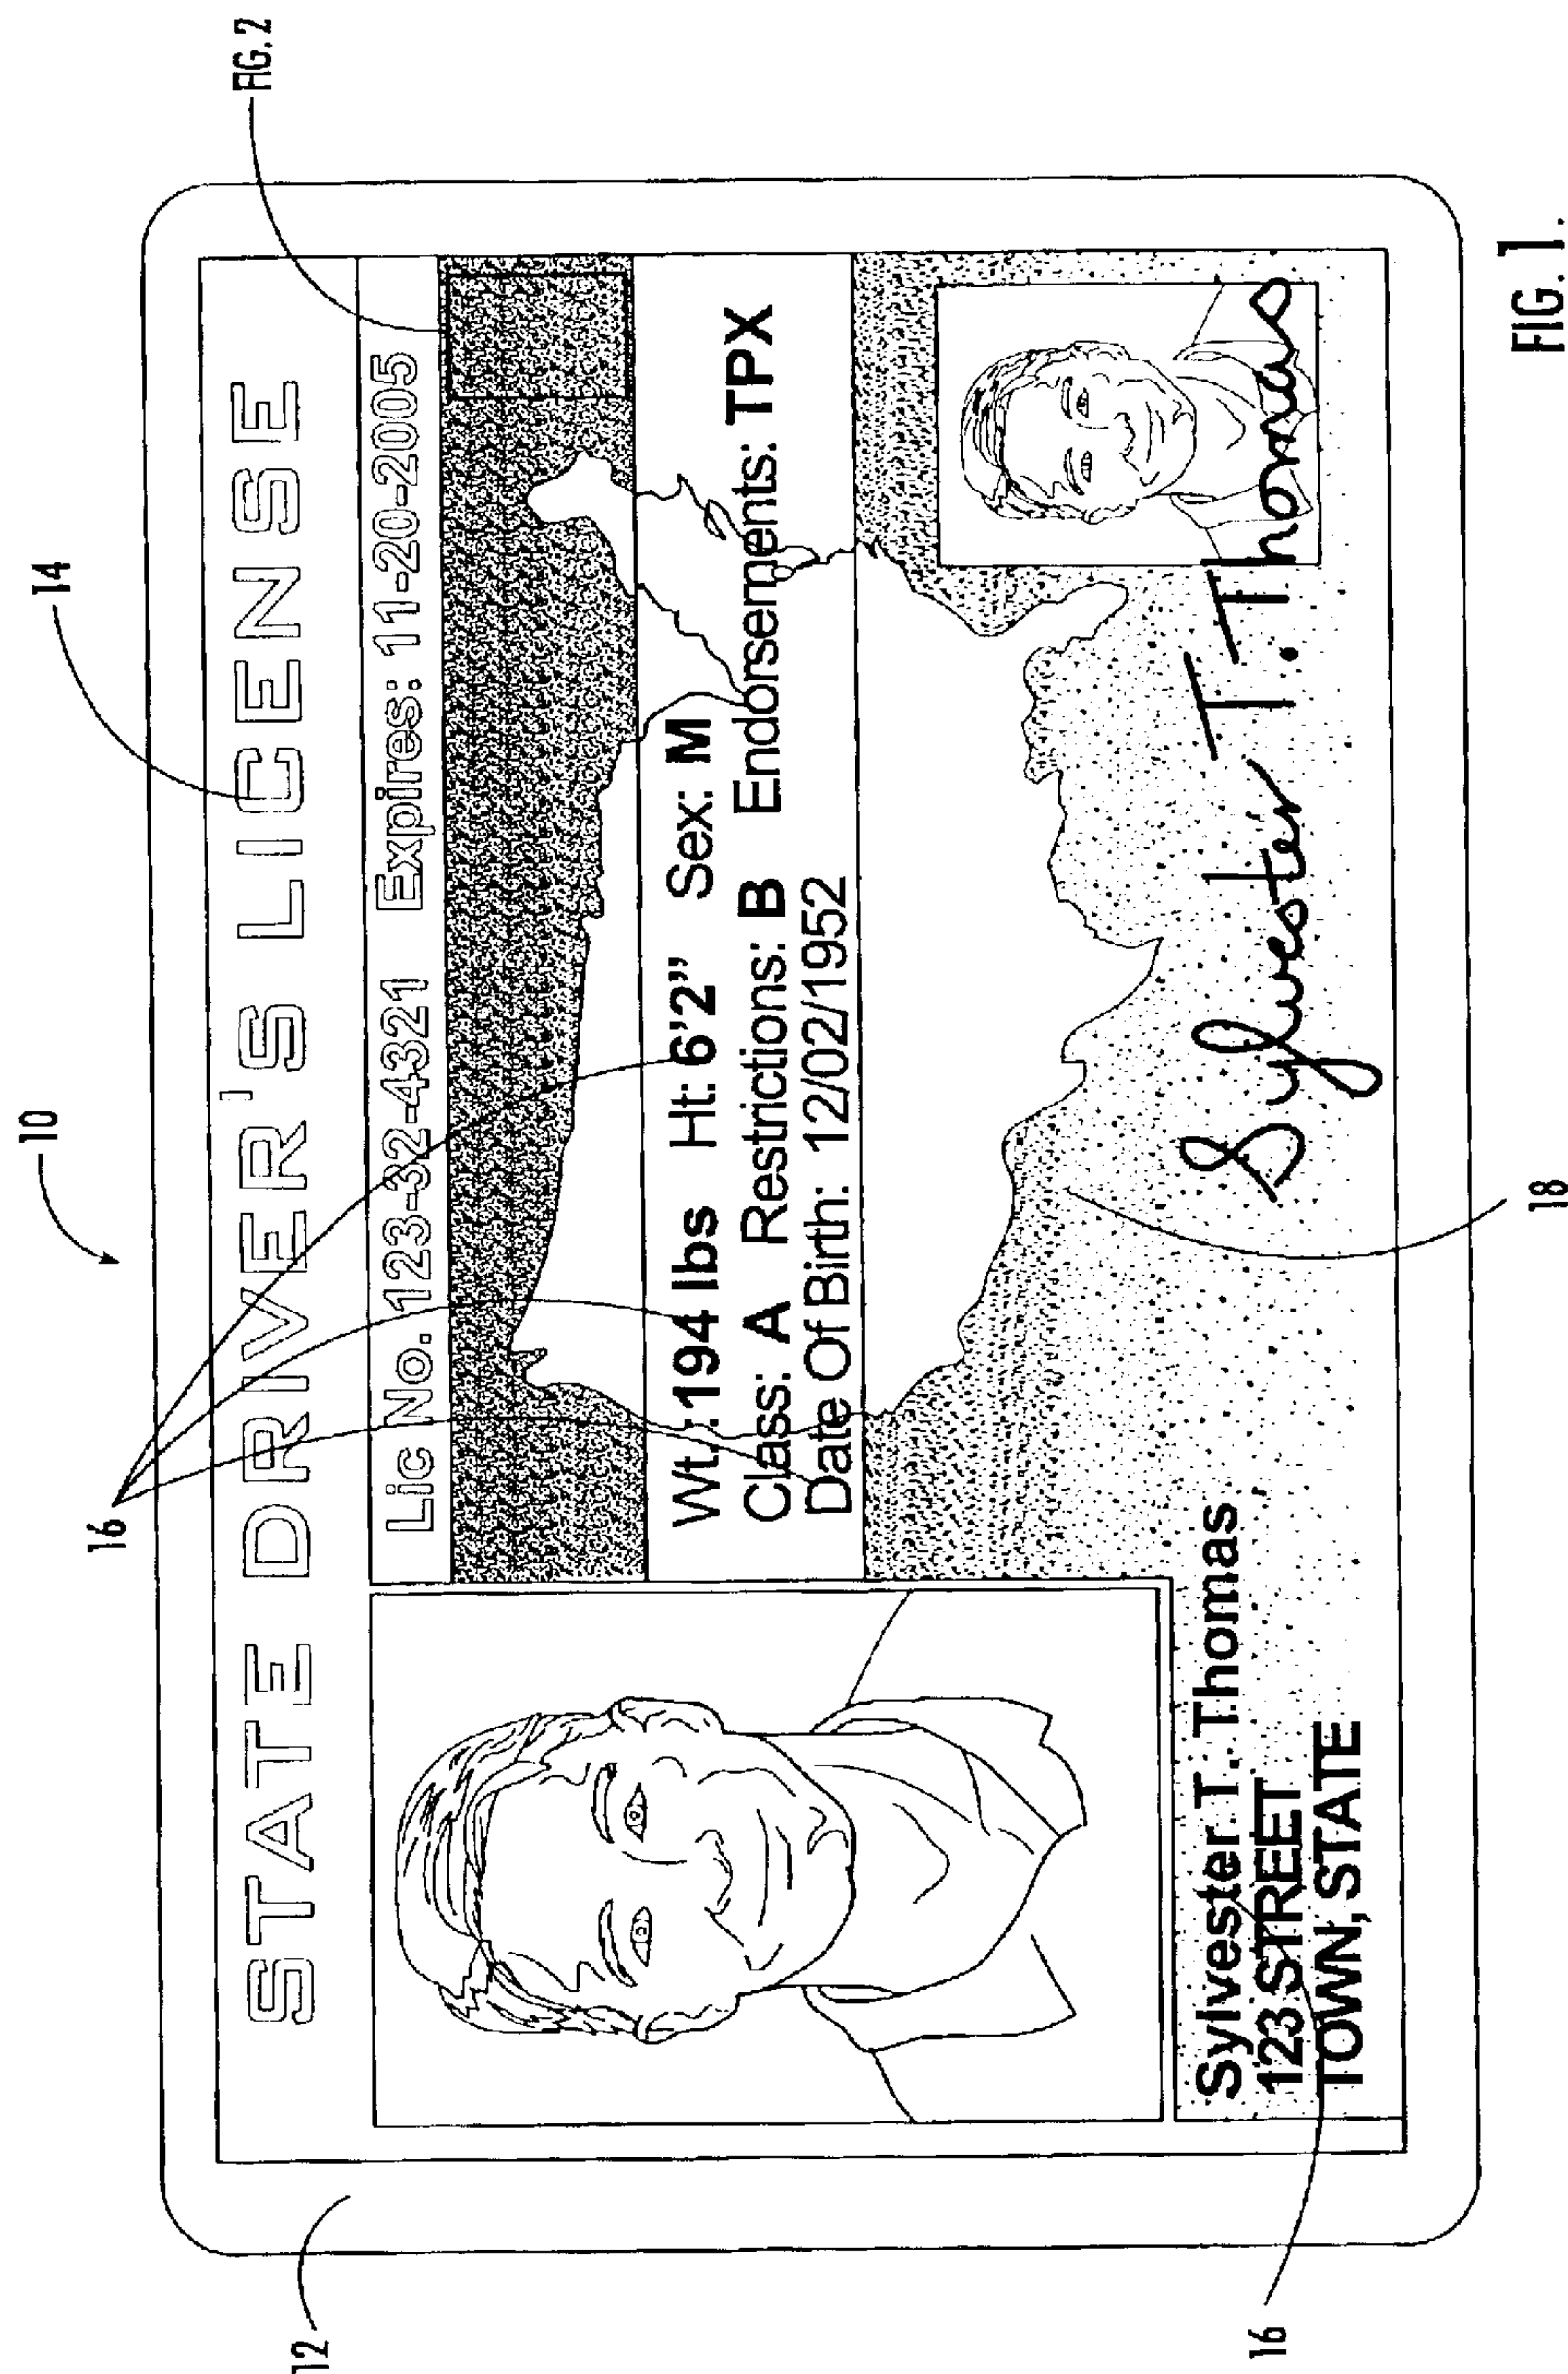 10
14
16
FIG. 2
12
STATE DRIVER'S LICENSE
Lic No. 123-32-4321 Expires: 11-20-2005
Wt.: 194 lbs Ht: 6'2" Sex: M
Class: A Restrictions: B Endorsements: TPX
Date Of Birth: 12/02/1952
Sylvester T. Thomas
123 STREET
TOWN, STATE
Sylvester T. Thomas
16
18
FIG. 1.